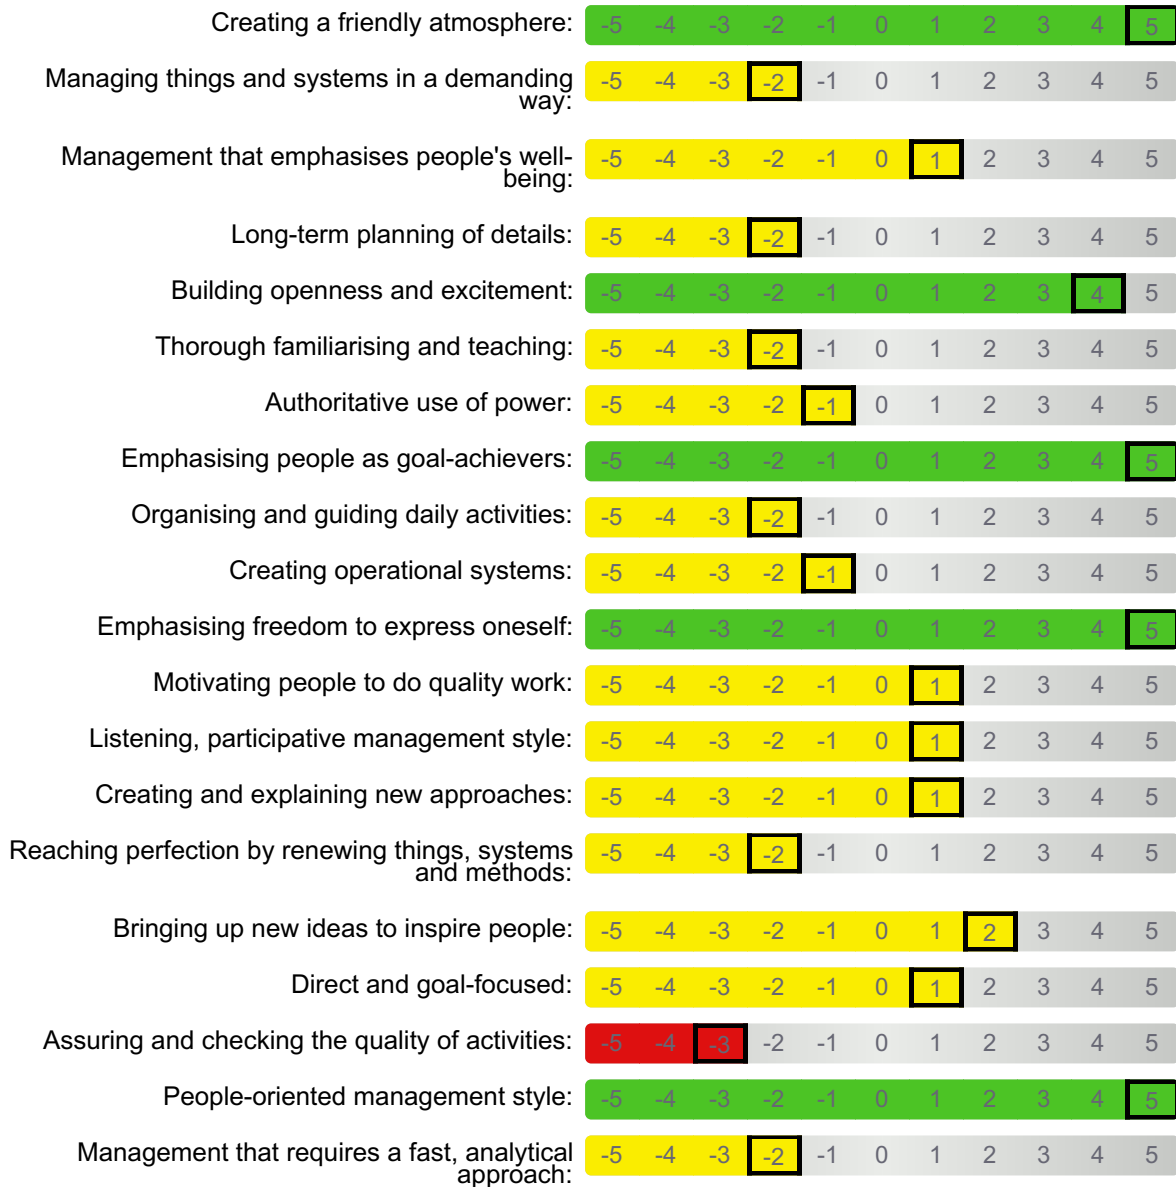 Creating a friendly atmosphere: -5 -4 -3 -2 -1 0 1 2 3 4 5
Managing things and systems in a demanding
way: -5 -4 -3 -2 -1 0 1 2 3 4 5
Management that emphasises people's well-
being: -5 -4 -3 -2 -1 0 1 2 3 4 5
Long-term planning of details: -5 -4 -3 -2 -1 0 1 2 3 4 5
Building openness and excitement: -5 -4 -3 -2 -1 0 1 2 3 4 5
Thorough familiarising and teaching: -5 -4 -3 -2 -1 0 1 2 3 4 5
Authoritative use of power: -5 -4 -3 -2 -1 0 1 2 3 4 5
Emphasising people as goal-achievers: -5 -4 -3 -2 -1 0 1 2 3 4 5
Organising and guiding daily activities: -5 -4 -3 -2 -1 0 1 2 3 4 5
Creating operational systems: -5 -4 -3 -2 -1 0 1 2 3 4 5
Emphasising freedom to express oneself: -5 -4 -3 -2 -1 0 1 2 3 4 5
Motivating people to do quality work: -5 -4 -3 -2 -1 0 1 2 3 4 5
Listening, participative management style: -5 -4 -3 -2 -1 0 1 2 3 4 5
Creating and explaining new approaches: -5 -4 -3 -2 -1 0 1 2 3 4 5
Reaching perfection by renewing things, systems
and methods: -5 -4 -3 -2 -1 0 1 2 3 4 5
Bringing up new ideas to inspire people: -5 -4 -3 -2 -1 0 1 2 3 4 5
Direct and goal-focused: -5 -4 -3 -2 -1 0 1 2 3 4 5
Assuring and checking the quality of activities: -5 -4 -3 -2 -1 0 1 2 3 4 5
People-oriented management style: -5 -4 -3 -2 -1 0 1 2 3 4 5
Management that requires a fast, analytical
approach: -5 -4 -3 -2 -1 0 1 2 3 4 5